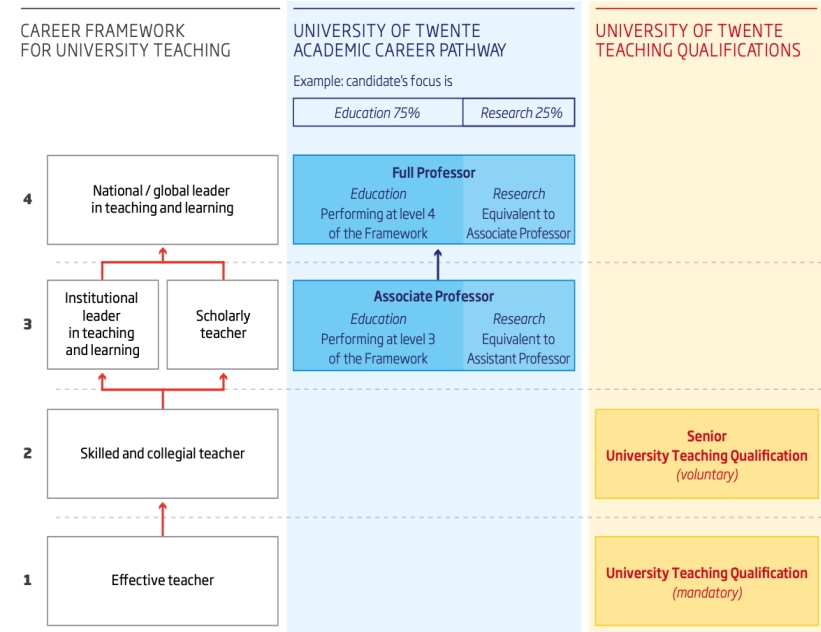 CAREER FRAMEWORK
FOR UNIVERSITY TEACHING
UNIVERSITY OF TWENTE
ACADEMIC CAREER PATHWAY
Example: candidate's focus is
Education 75%
Research 25%
UNIVERSITY OF TWENTE
TEACHING QUALIFICATIONS
4
National / global leader
in teaching and learning
Full Professor
Education
Performing at level 4
of the Framework
Research
Equivalent to
Associate Professor
3
Institutional
leader
in teaching
and learning
Scholarly
teacher
Associate Professor
Education
Performing at level 3
of the Framework
Research
Equivalent to
Assistant Professor
2
Skilled and collegial teacher
Senior
University Teaching Qualification
(voluntary)
1
Effective teacher
University Teaching Qualification
(mandatory)